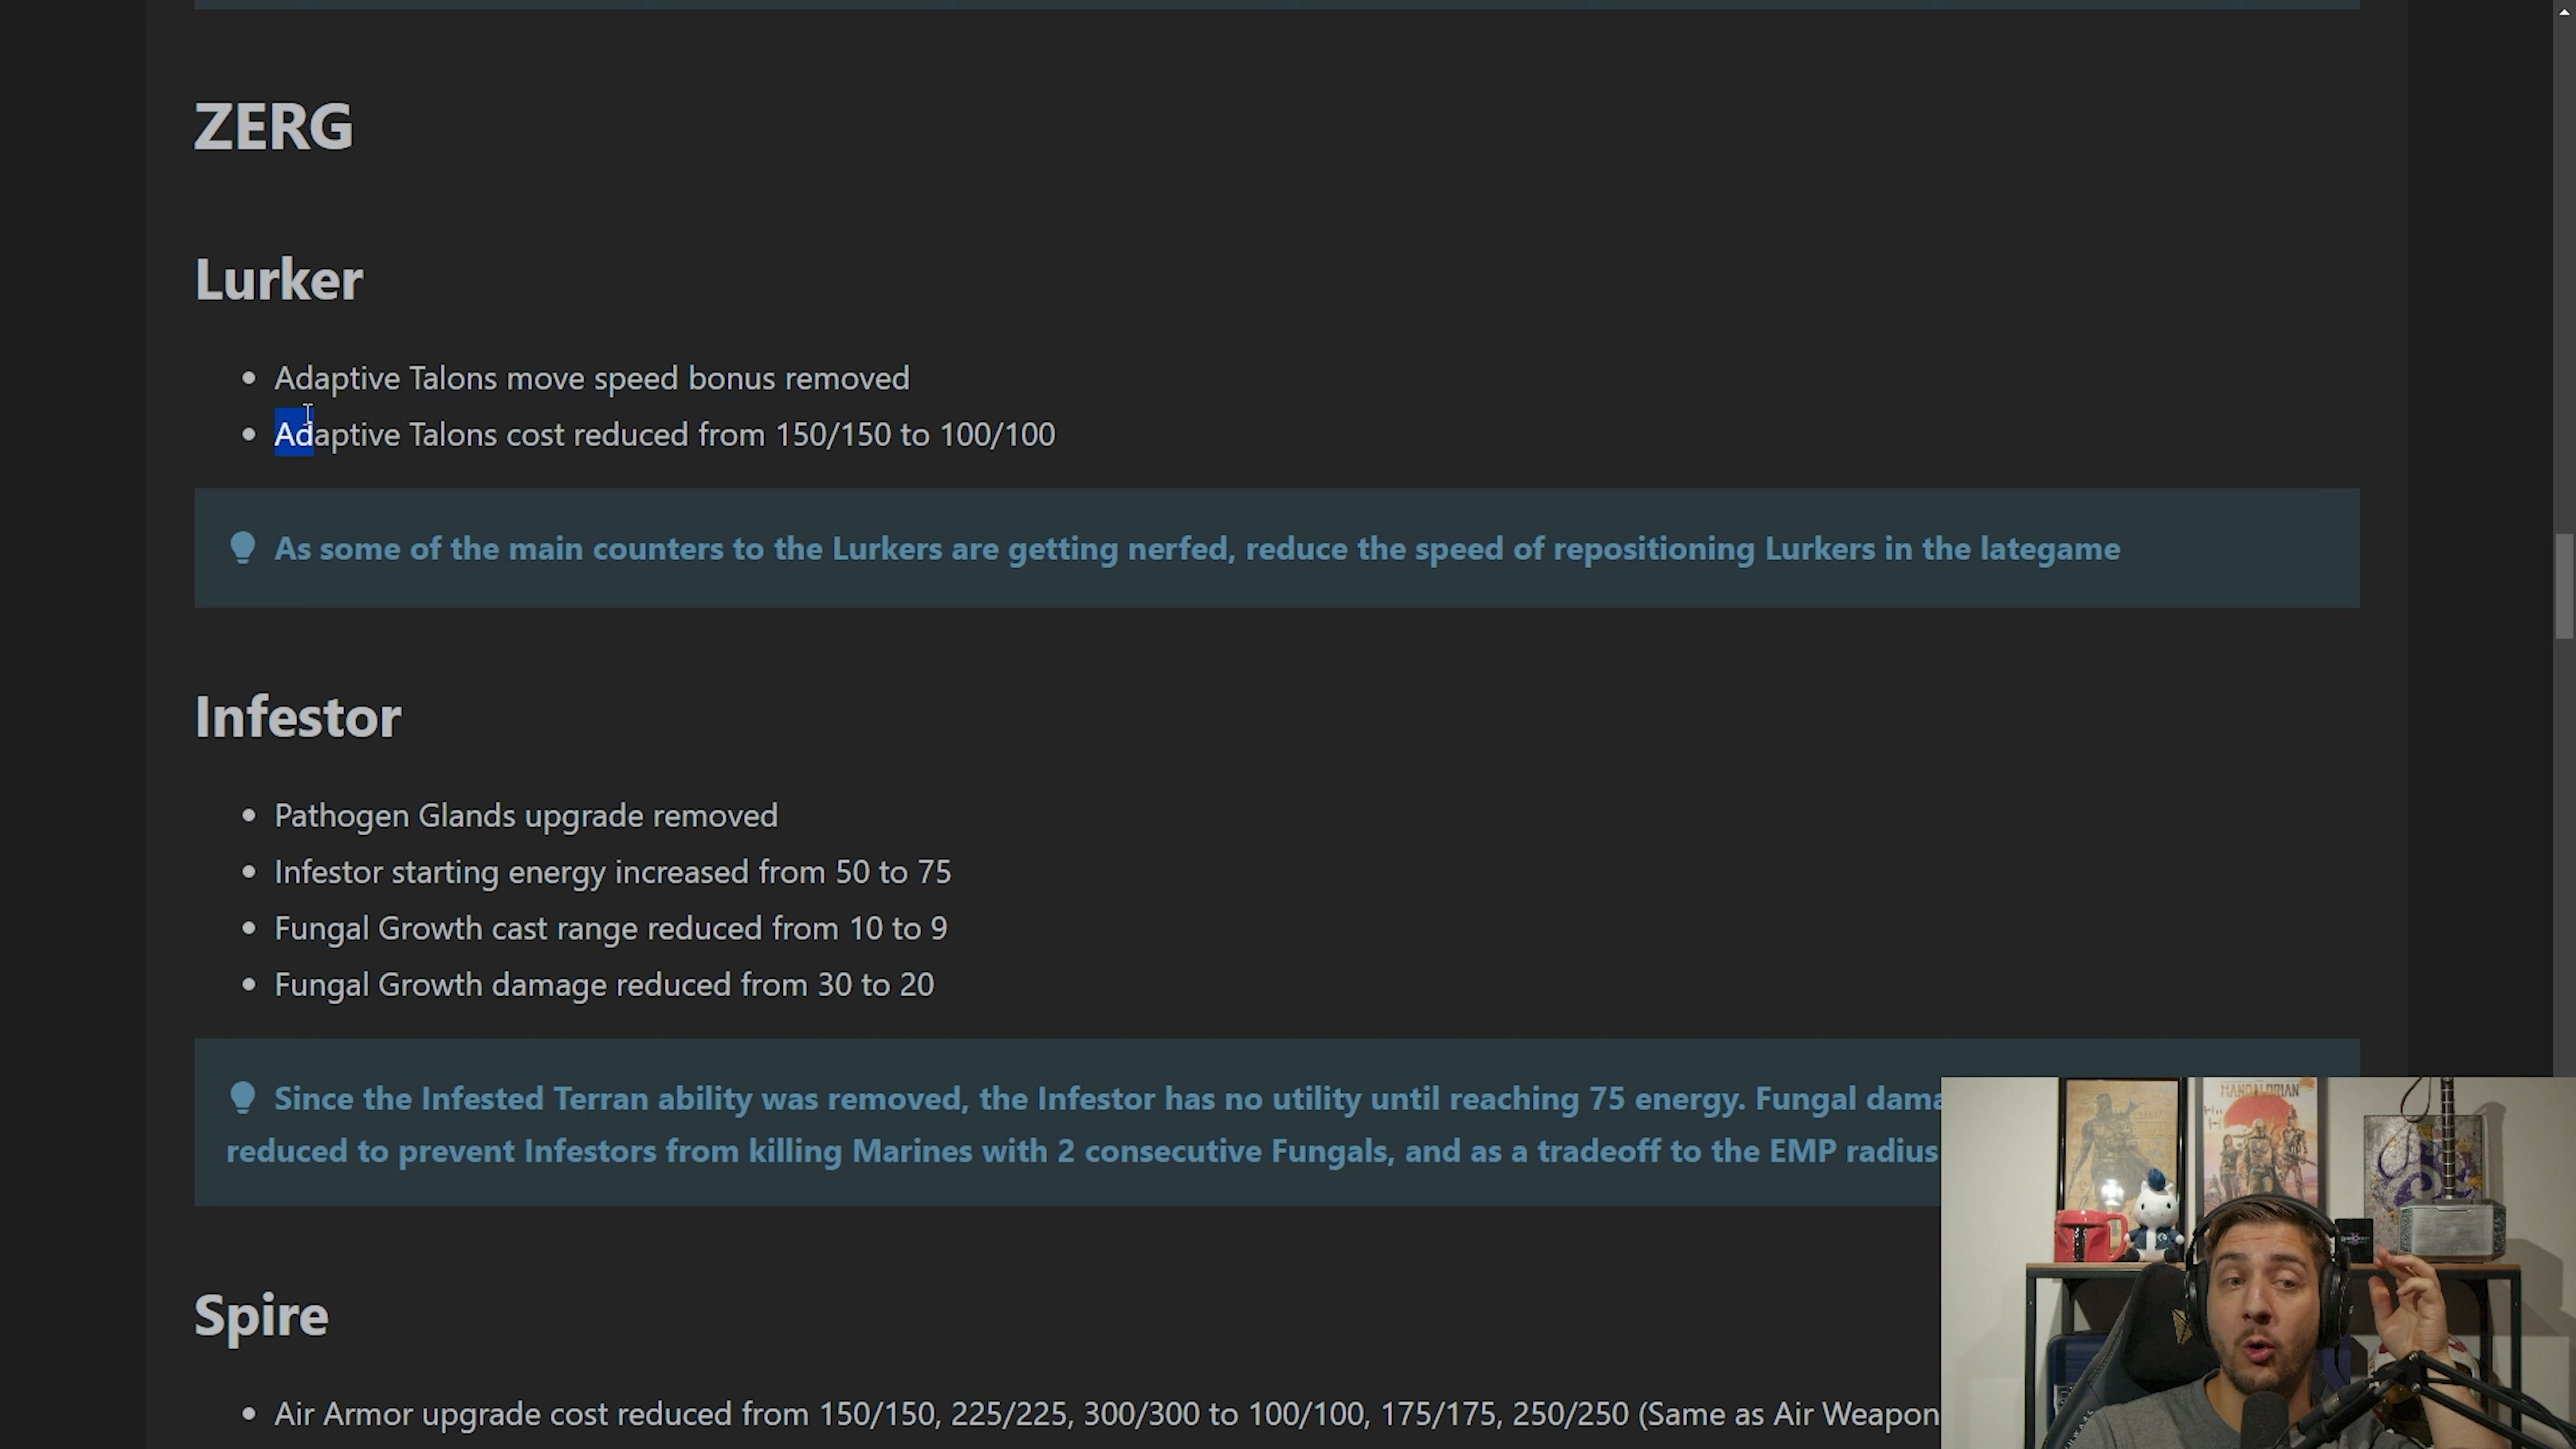 ZERG
Lurker
Adaptive Talons move speed bonus removed
Adaptive Talons cost reduced from 150/150 to 100/100
As some of the main counters to the Lurkers are getting nerfed, reduce the speed of repositioning Lurkers in the lategame
Infestor
Pathogen Glands upgrade removed
Infestor starting energy increased from 50 to 75
Fungal Growth cast range reduced from 10 to 9
Fungal Growth damage reduced from 30 to 20
Since the Infested Terran ability was removed, the Infestor has no utility until reaching 75 energy. Fungal
reduced to prevent Infestors from killing Marines with 2 consecutive Fungals, and as a tradeoff to the EMP radius
Spire
Air Armor upgrade cost reduced from 150/150, 225/225, 300/300 to 100/100, 175/175, 250/250 (Same as Air Weapon
MANDALORIAN